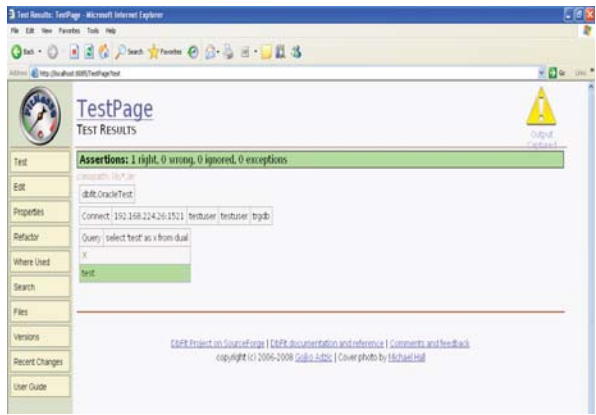 Test Results: TestPage - Microsoft Internet Explorer
File Edit View Favorites Tools Help
Back Search Favorites
Address http://localhost:8085/TestPage?test Go Links
FITNESSE
TestPage
TEST RESULTS
Output
Captured
Test
Edit
Properties
Refactor
Where Used
Search
Files
Versions
Recent Changes
User Guide
Assertions: 1 right, 0 wrong, 0 ignored, 0 exceptions
classpath: lib/*.jar
dbfit.OracleTest
Connect 192.168.224.26:1521 testuser testuser trgdb
Query select 'test' as x from dual
X
test
DbFit Project on SourceForge | DbFit documentation and reference | Comments and feedback
copyright (c) 2006-2008 Gojko Adzic | Cover photo by Michael Hall